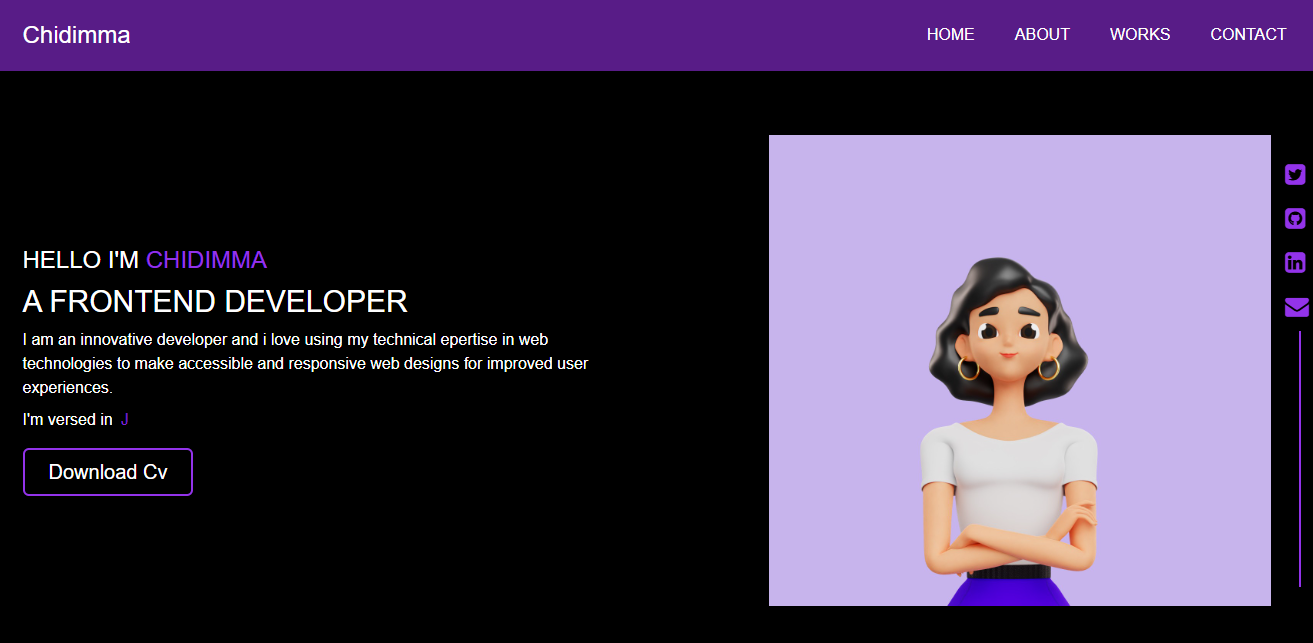 Chidimma
HOME ABOUT WORKS CONTACT
HELLO I'M CHIDIMMA
A FRONTEND DEVELOPER
I am an innovative developer and i love using my technical epertise in web
technologies to make accessible and responsive web designs for improved user
experiences.
I'm versed in J
Download Cv
in